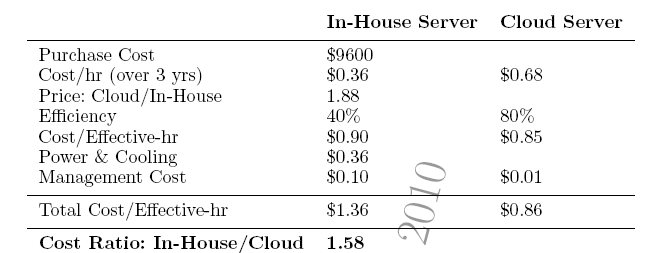 In-House Server Cloud Server
Purchase Cost $9600
Cost/hr (over 3 yrs) $0.36 $0.68
Price: Cloud/In-House 1.88
Efficiency 40% 80%
Cost/Effective-hr $0.90 $0.85
Power & Cooling $0.36
Management Cost $0.10 $0.01
Total Cost/Effective-hr $1.36 $0.86
Cost Ratio: In-House/Cloud 1.58
2010